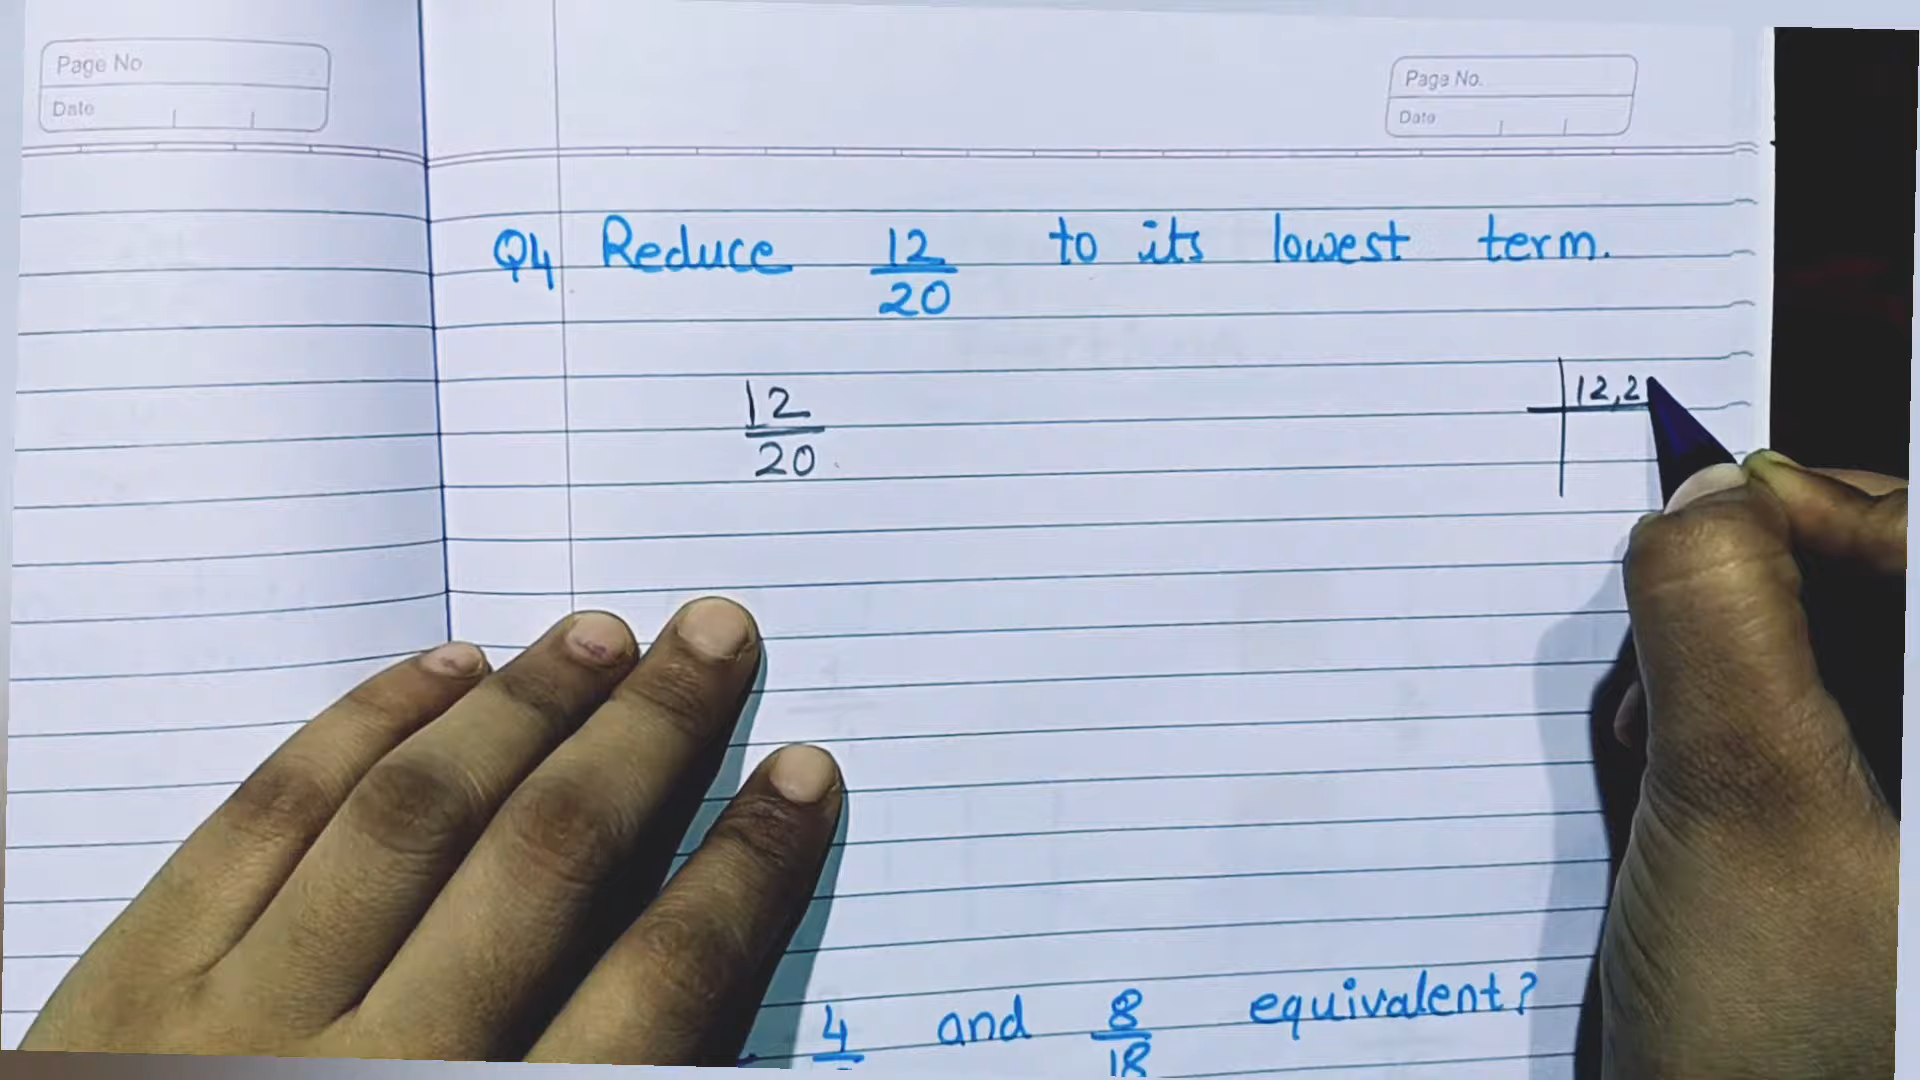 Page No
Date
Page No.
Date
Q4 Reduce 12/20 to its lowest term.
12/20
12,2
4 and 8/18 equivalent?